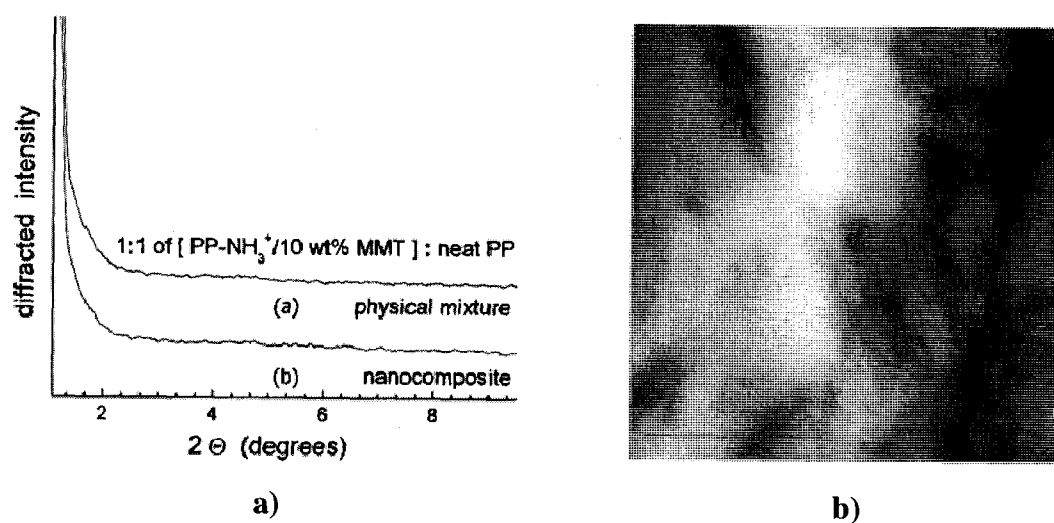 diffracted intensity
1:1 of [ PP-NH₃⁺/10 wt% MMT ] : neat PP
(a) physical mixture
(b) nanocomposite
2 4 6 8
2 Θ (degrees)
a) b)